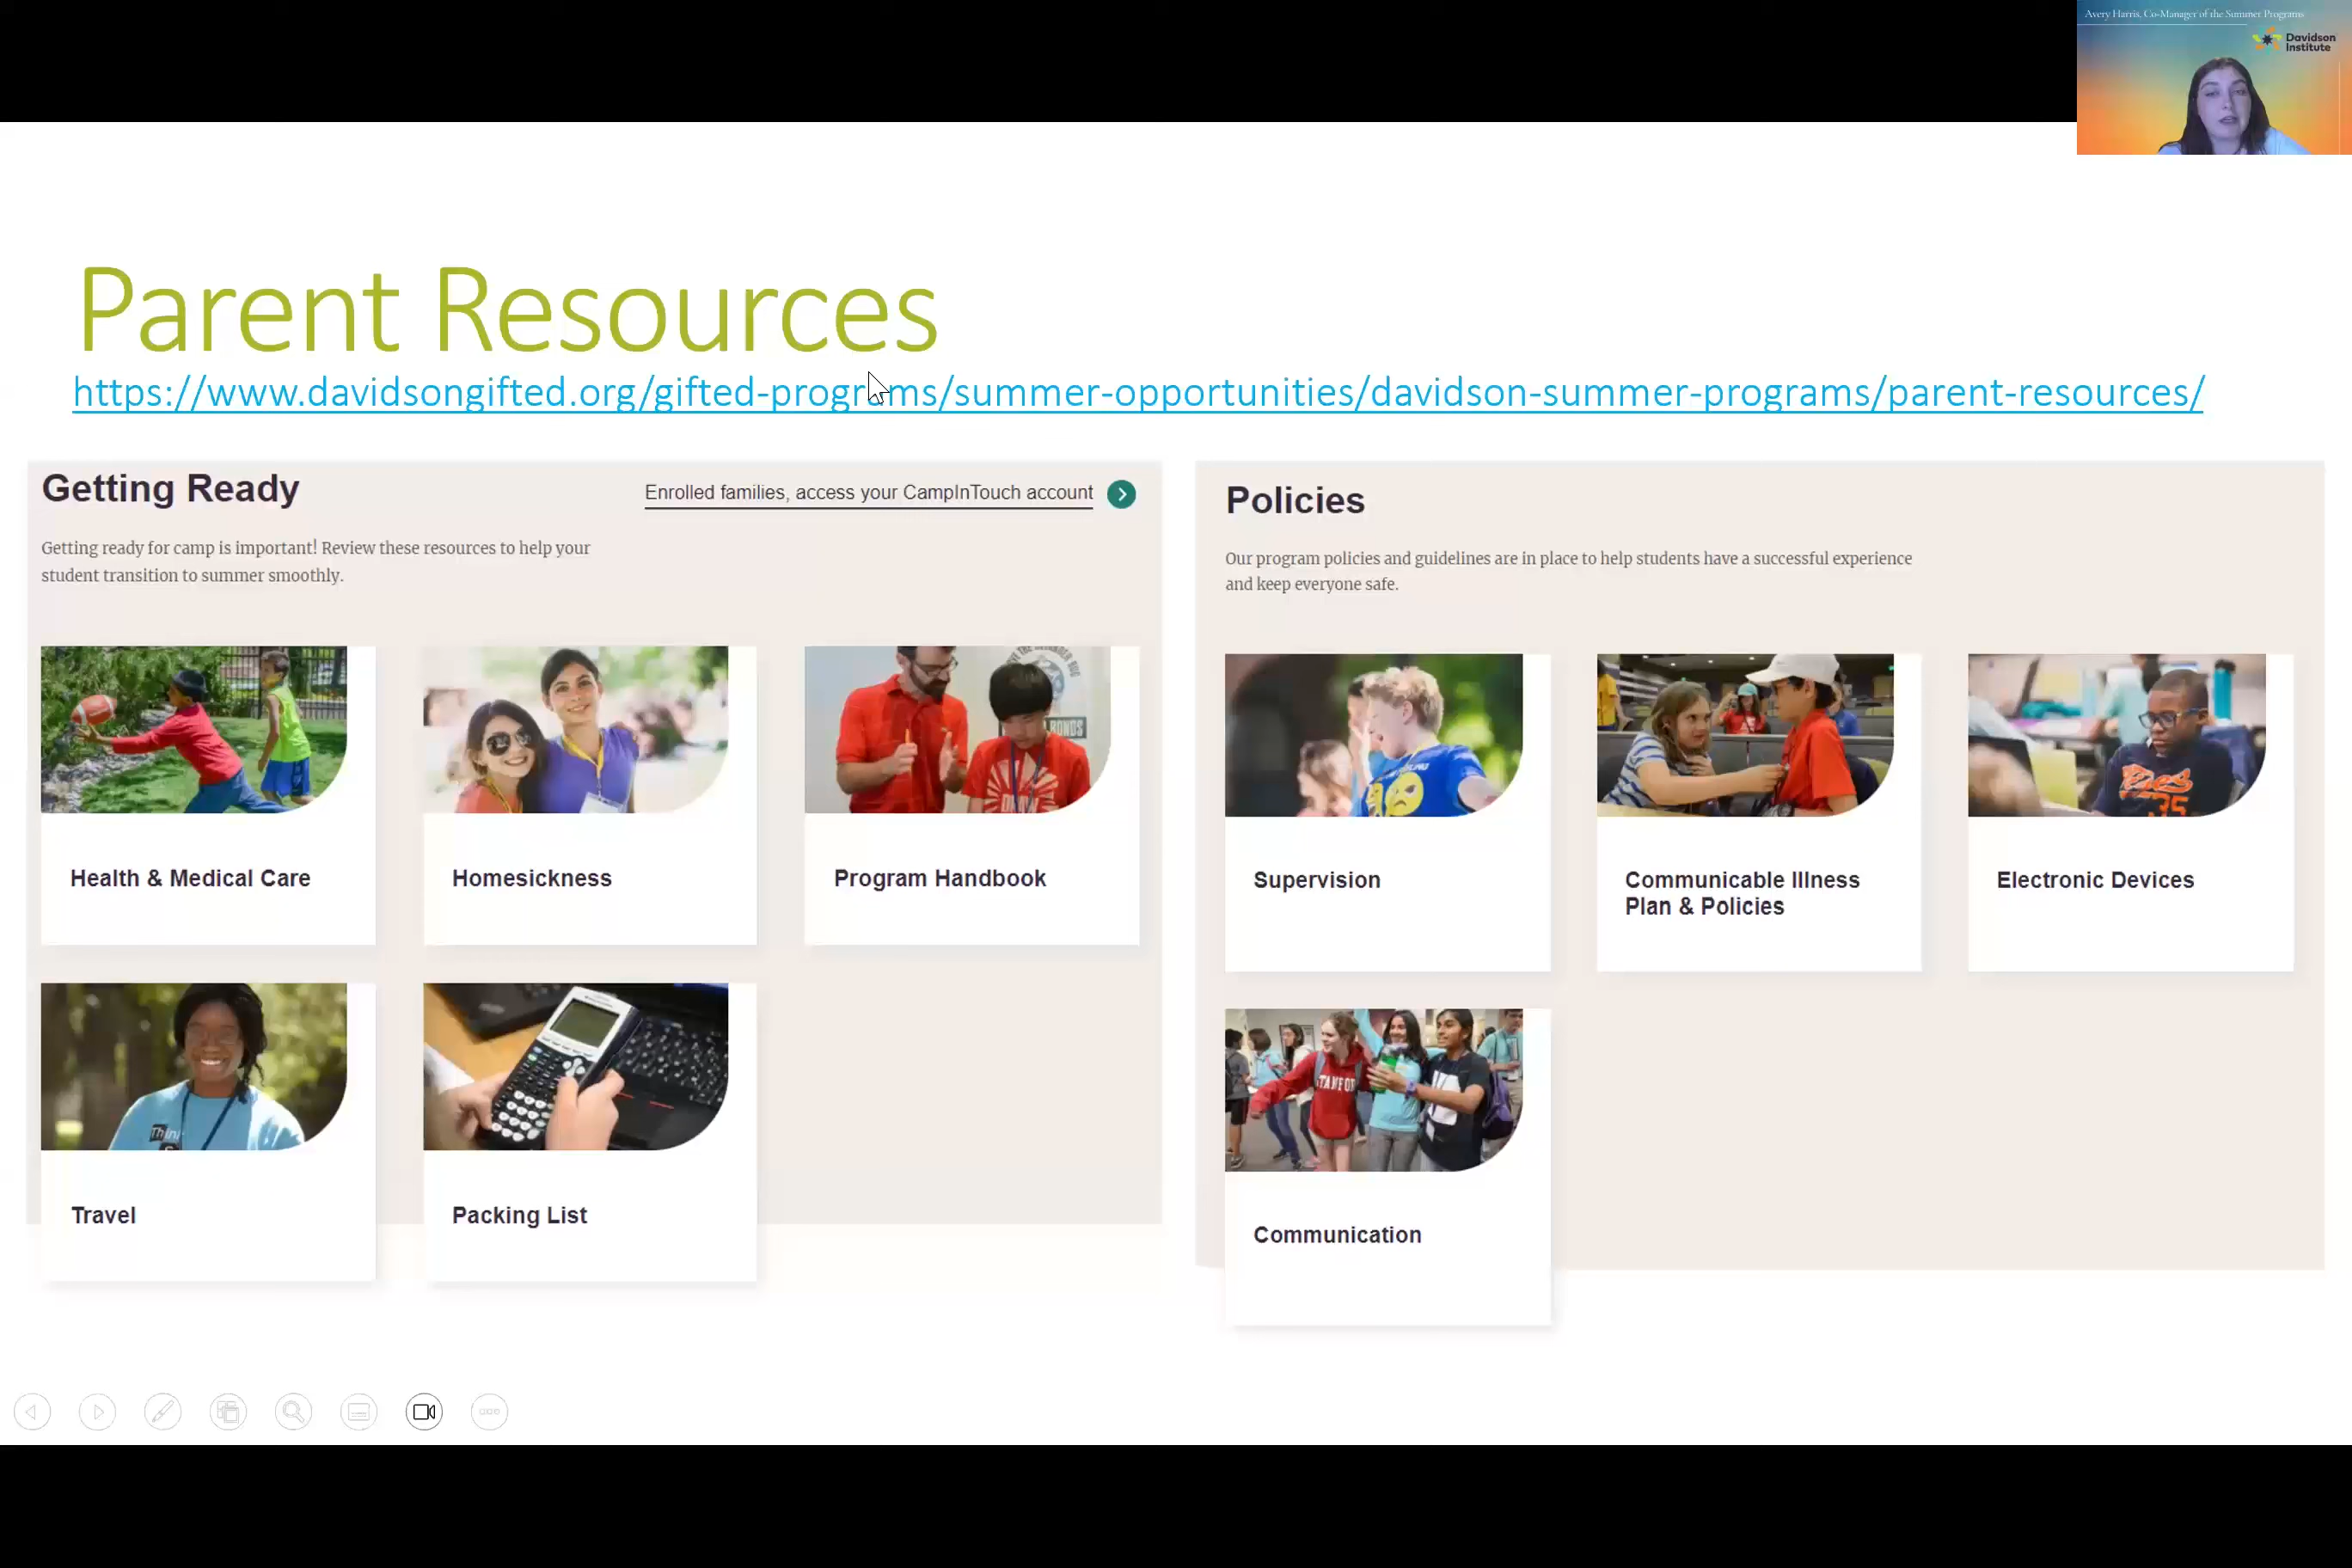 Avery Harris, Co-Manager of the Summer Programs
Davidson
Institute
Parent Resources
https://www.davidsongifted.org/gifted-programs/summer-opportunities/davidson-summer-programs/parent-resources/
Getting Ready
Enrolled families, access your CampInTouch account
Getting ready for camp is important! Review these resources to help your
student transition to summer smoothly.
Health & Medical Care
Homesickness
BONDS
Program Handbook
Thin
Travel
Packing List
Policies
Our program policies and guidelines are in place to help students have a successful experience
and keep everyone safe.
Supervision
Communicable Illness
Plan & Policies
35
Electronic Devices
STANFO
Communication